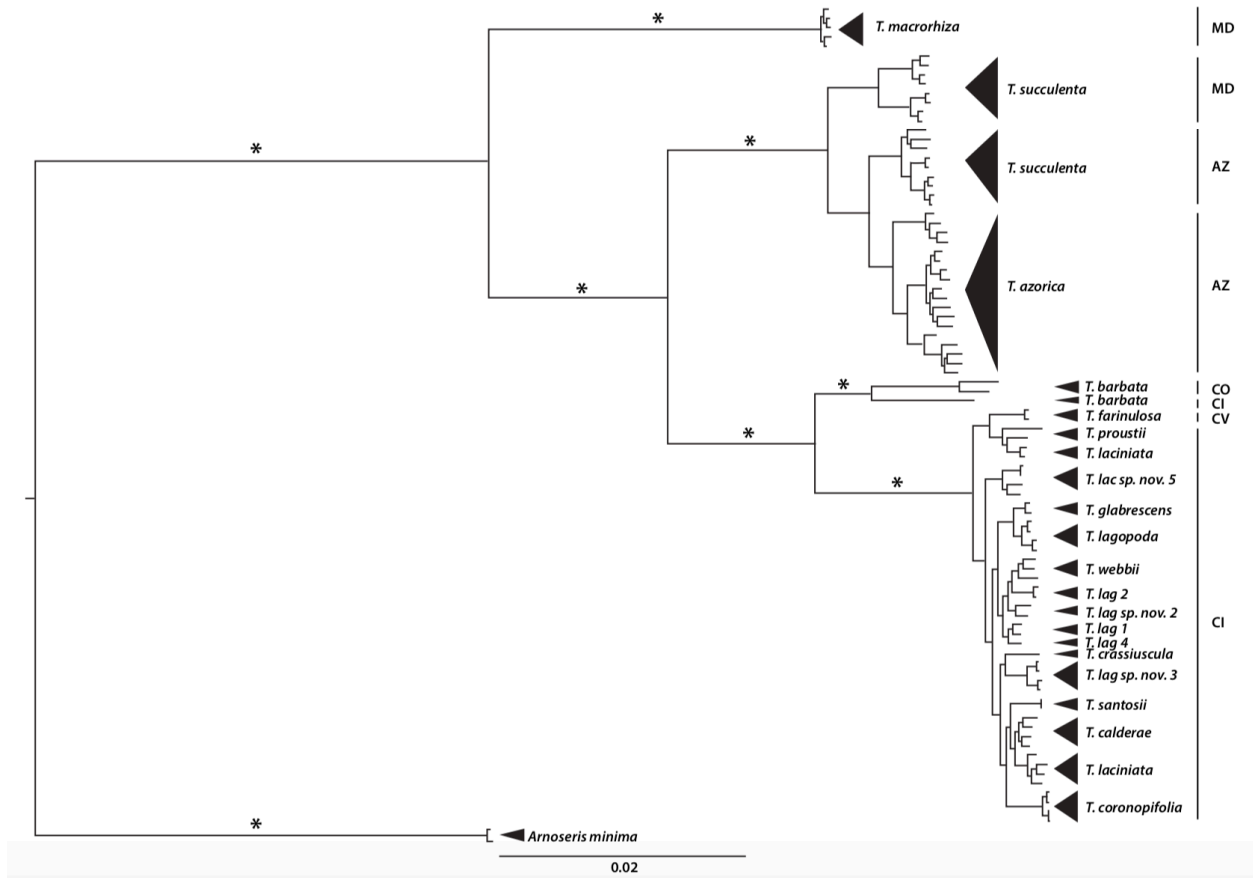 *
T. macrorhiza MD
T. succulenta MD
*
*
T. succulenta AZ
*
T. azorica AZ
*
T. barbata CO
T. barbata CI
T. farinulosa CV
*
T. proustii
T. laciniata
*
T. lac sp. nov. 5
T. glabrescens
T. lagopoda
T. webbii
T. lag 2
T. lag sp. nov. 2
CI
T. lag 1
T. lag 4
T. crassiuscula
T. lag sp. nov. 3
T. santosii
T. calderae
T. laciniata
T. coronopifolia
*
Arnoseris minima
0.02